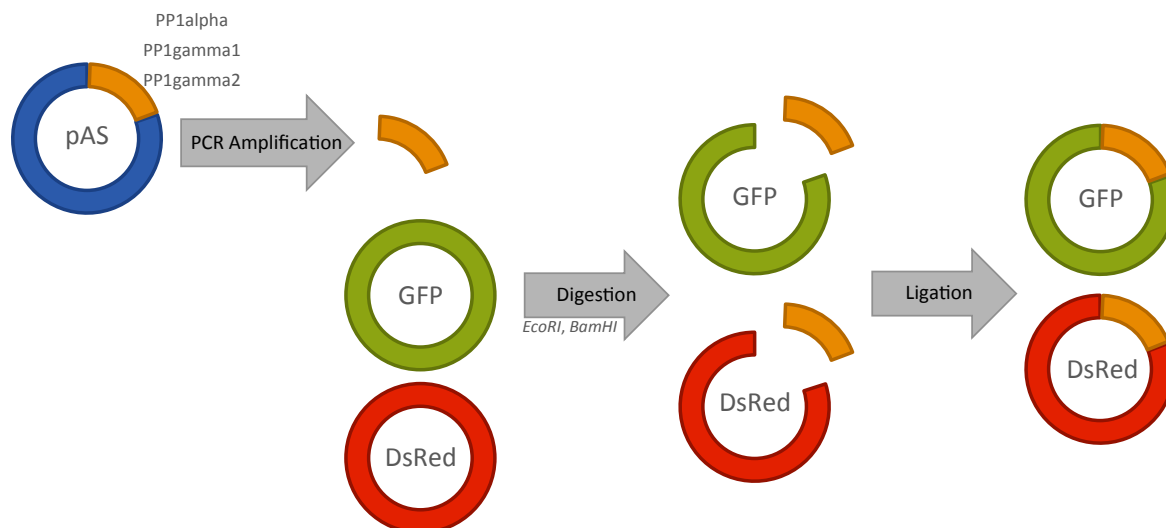 PP1alpha
PP1gamma1
PP1gamma2
pAS
PCR Amplification
GFP
DsRed
Digestion
EcoRI, BamHI
GFP
DsRed
Ligation
GFP
DsRed